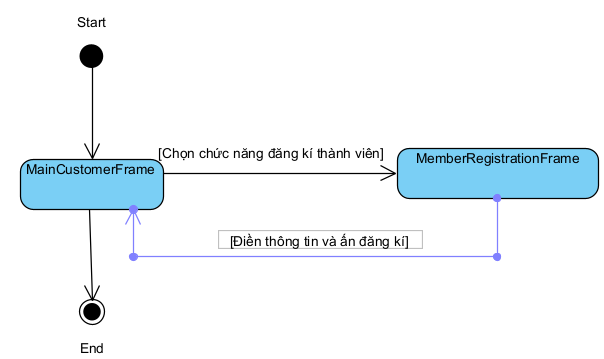 Start
[Chọn chức năng đăng kí thành viên]
MainCustomerFrame
MemberRegistrationFrame
[Điền thông tin và ấn đăng kí]
End